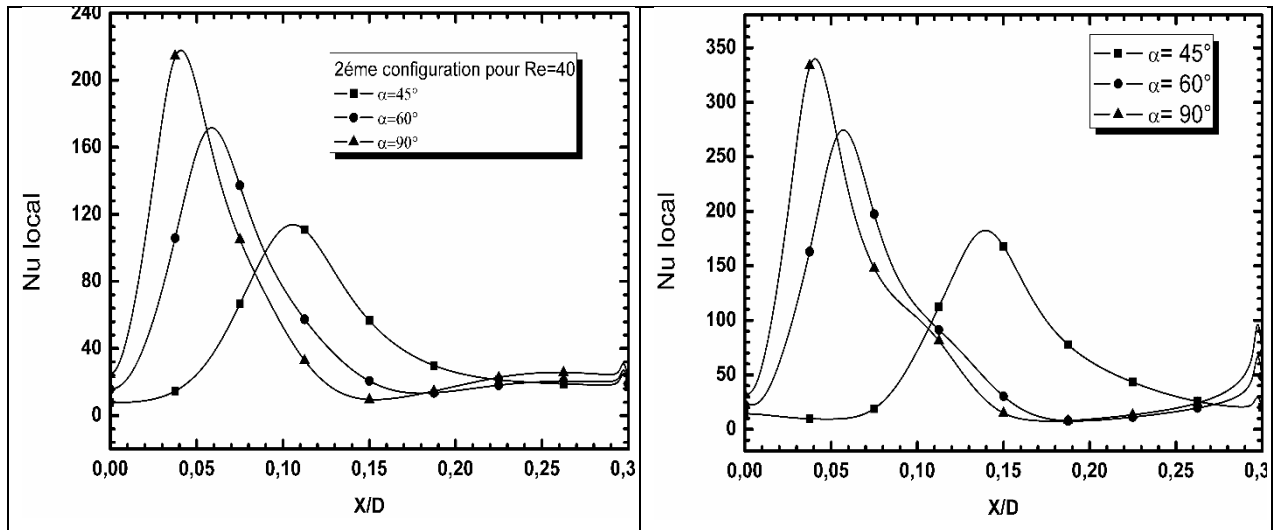 240
200
160
120
80
40
0
Nu local
2éme configuration pour Re=40
α=45°
α=60°
α=90°
0,00 0,05 0,10 0,15 0,20 0,25 0,3
X/D
350
300
250
200
150
100
50
0
Nu local
α= 45°
α= 60°
α= 90°
0,00 0,05 0,10 0,15 0,20 0,25 0,3
X/D